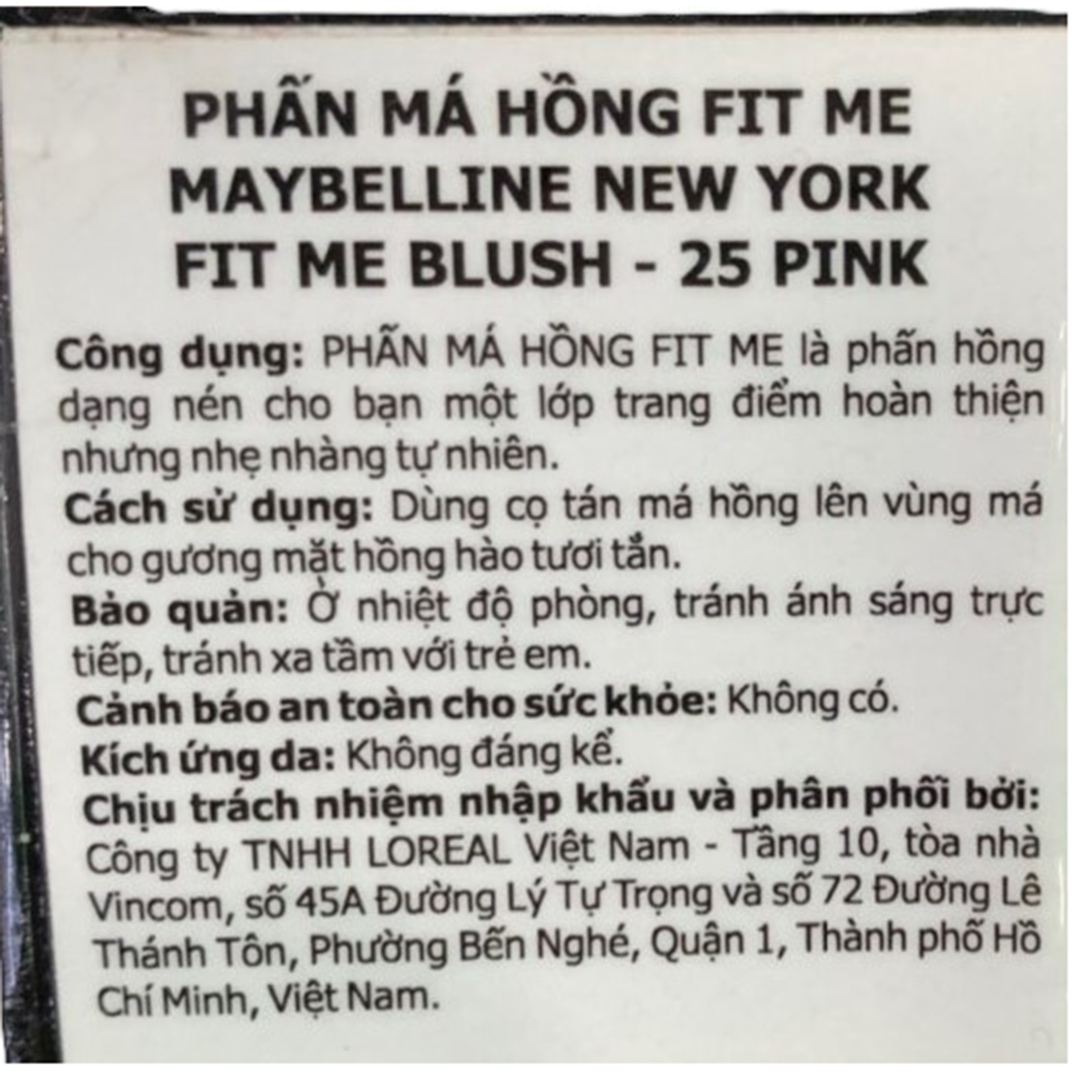 PHẤN MÁ HỒNG FIT ME
MAYBELLINE NEW YORK
FIT ME BLUSH - 25 PINK
Công dụng: PHẤN MÁ HỒNG FIT ME là phấn hồng
dạng nén cho bạn một lớp trang điểm hoàn thiện
nhưng nhẹ nhàng tự nhiên.
Cách sử dụng: Dùng cọ tán má hồng lên vùng má
cho gương mặt hồng hào tươi tắn.
Bảo quản: Ở nhiệt độ phòng, tránh ánh sáng trực
tiếp, tránh xa tầm với trẻ em.
Cảnh báo an toàn cho sức khỏe: Không có.
Kích ứng da: Không đáng kể.
Chịu trách nhiệm nhập khẩu và phân phối bởi:
Công ty TNHH LOREAL Việt Nam - Tầng 10, tòa nhà
Vincom, số 45A Đường Lý Tự Trọng và số 72 Đường Lê
Thánh Tôn, Phường Bến Nghé, Quận 1, Thành phố Hồ
Chí Minh, Việt Nam.